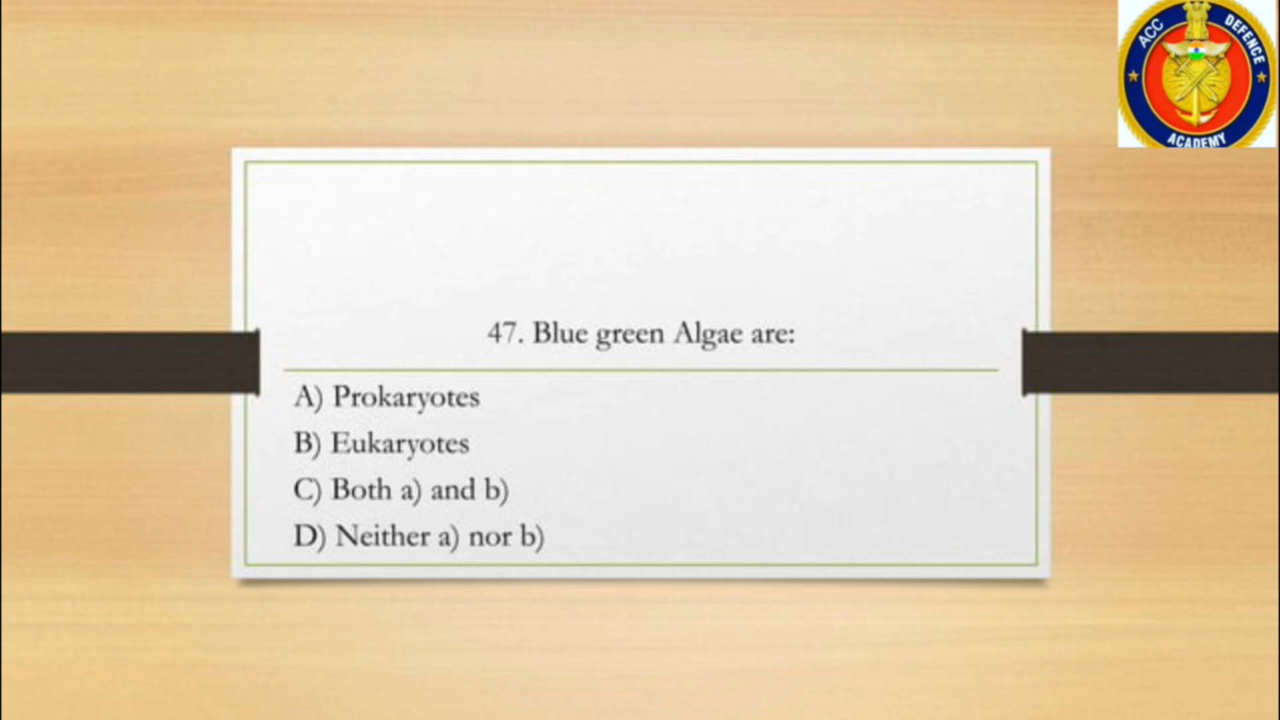 ACC DEFENCE
ACADEMY
47. Blue green Algae are:
A) Prokaryotes
B) Eukaryotes
C) Both a) and b)
D) Neither a) nor b)